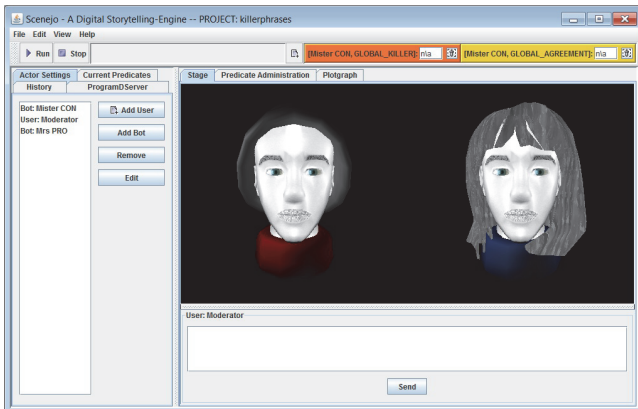 Scenejo - A Digital Storytelling-Engine -- PROJECT: killerphrases
File Edit View Help
Run Stop [Mister CON, GLOBAL_KILLER]: n\a [Mister CON, GLOBAL_AGREEMENT]: n\a
Actor Settings Current Predicates
History ProgramDServer
Stage Predicate Administration Plotgraph
Bot: Mister CON
User: Moderator
Bot: Mrs PRO
Add User
Add Bot
Remove
Edit
User: Moderator
Send